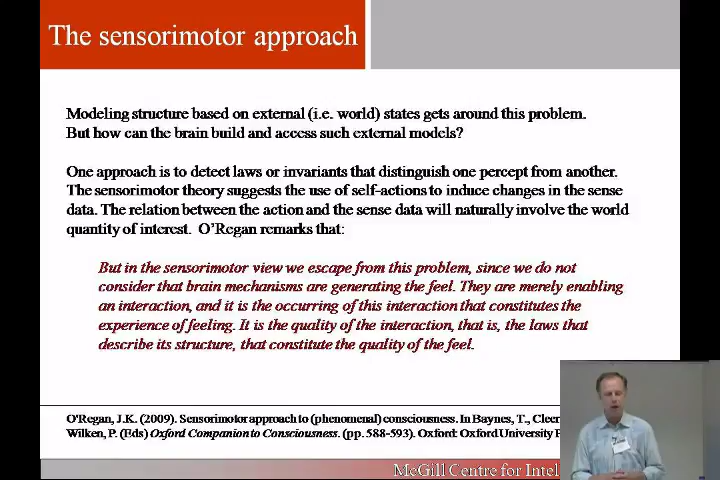 The sensorimotor approach
Modeling structure based on external (i.e. world) states gets around this problem.
But how can the brain build and access such external models?
One approach is to detect laws or invariants that distinguish one percept from another.
The sensorimotor theory suggests the use of self-actions to induce changes in the sense
data. The relation between the action and the sense data will naturally involve the world
quantity of interest. O'Regan remarks that:
But in the sensorimotor view we escape from this problem, since we do not
consider that brain mechanisms are generating the feel. They are merely enabling
an interaction, and it is the occurring of this interaction that constitutes the
experience of feeling. It is the quality of the interaction, that is, the laws that
describe its structure, that constitute the quality of the feel.
O'Regan, J.K. (2009). Sensorimotor approach to (phenomenal) consciousness. In Baynes, T., Cleer
Wilken, P. (Eds) Oxford Companion to Consciousness. (pp. 588-593). Oxford: Oxford University
McGill Centre for Intel